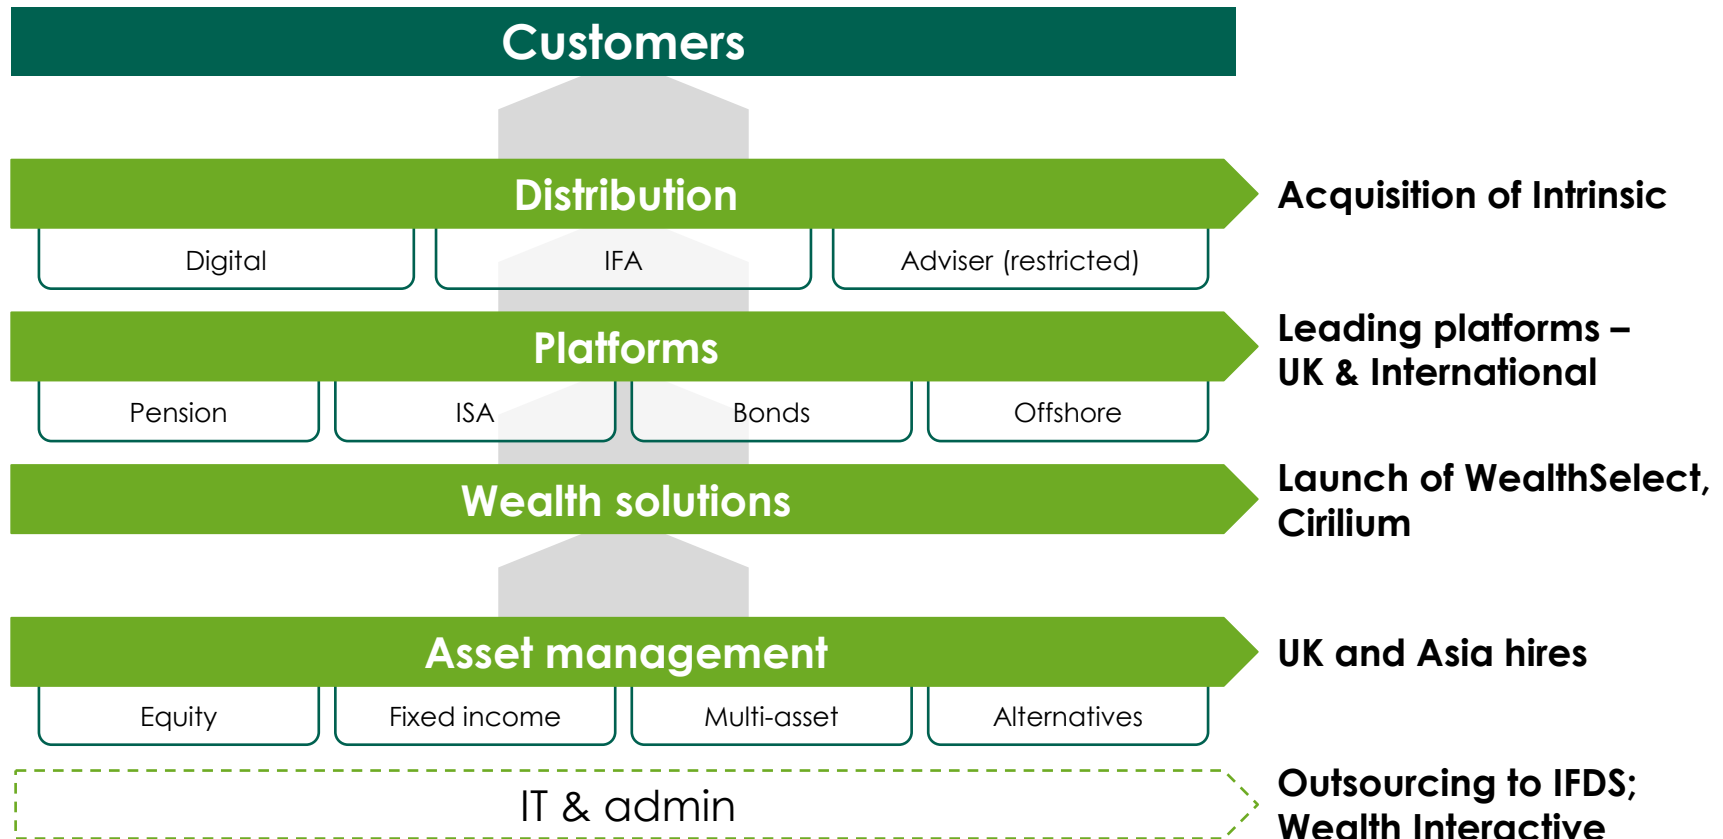 Customers
Distribution
Acquisition of Intrinsic
Digital
IFA
Adviser (restricted)
Platforms
Leading platforms –
UK & International
Pension
ISA
Bonds
Offshore
Wealth solutions
Launch of WealthSelect,
Cirilium
Asset management
UK and Asia hires
Equity
Fixed income
Multi-asset
Alternatives
IT & admin
Outsourcing to IFDS;
Wealth Interactive